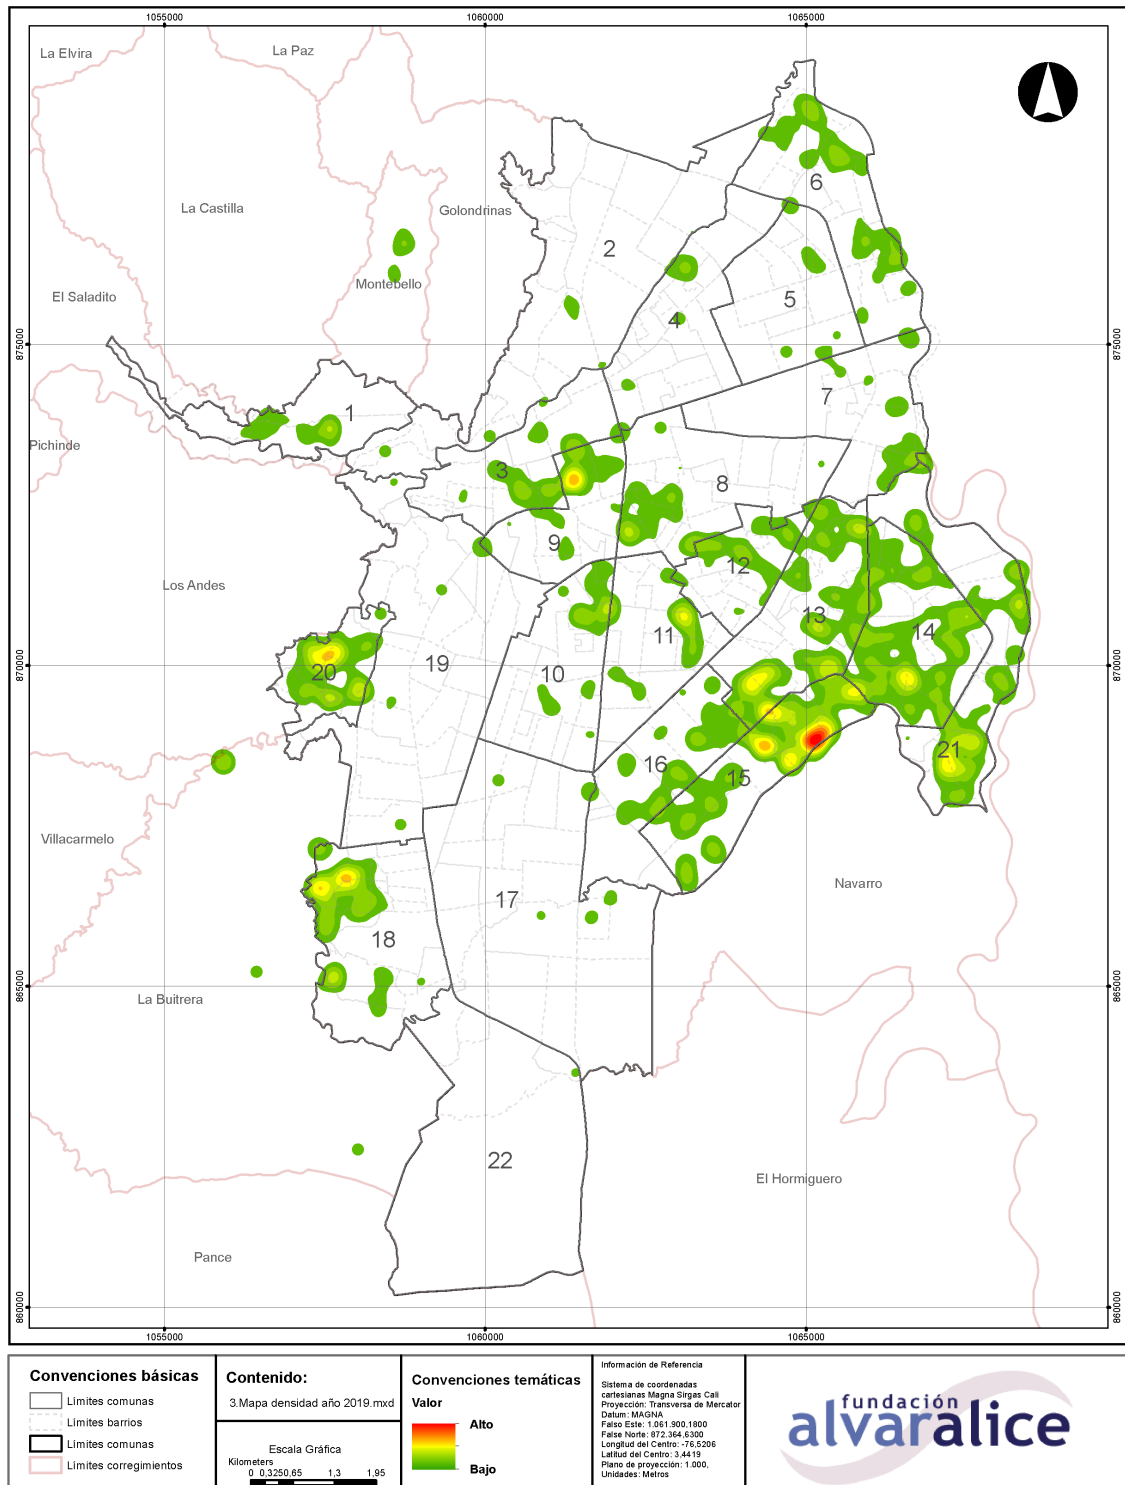 1055000
1060000
1065000
La Elvira
La Paz
6
La Castilla
Golondrinas
2
Montebello
El Saladito
5
4
875000
875000
7
1
Pichinde
3
8
9
12
Los Andes
13
14
11
19
20
10
870000
870000
21
16
15
Villacarmelo
Navarro
17
18
865000
865000
La Buitrera
22
El Hormiguero
Pance
860000
860000
1055000
1060000
1065000
Convenciones básicas
Límites comunas
Límites barrios
Límites comunas
Límites corregimientos
Contenido:
3.Mapa densidad año 2019.mxd
Escala Gráfica
Kilometers
0 0,3250,65 1,3 1,95
Convenciones temáticas
Valor
Alto
Bajo
Información de Referencia
Sistema de coordenadas
cartesianas Magna Sirgas Cali
Proyección: Transversa de Mercator
Datum: MAGNA
Falso Este: 1.061.900,1800
False Norte: 872.364,6300
Longitud del Centro: -76,5206
Latitud del Centro: 3,4419
Plano de proyección: 1.000,
Unidades: Metros
fundación
alvaralice